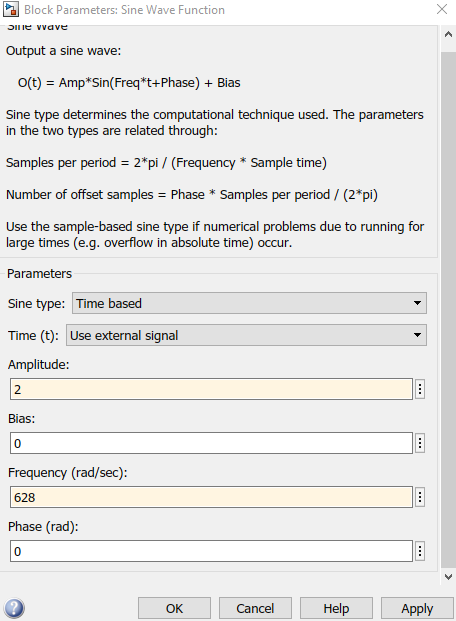 Block Parameters: Sine Wave Function
Sine Wave
Output a sine wave:
O(t) = Amp*Sin(Freq*t+Phase) + Bias
Sine type determines the computational technique used. The parameters
in the two types are related through:
Samples per period = 2*pi / (Frequency * Sample time)
Number of offset samples = Phase * Samples per period / (2*pi)
Use the sample-based sine type if numerical problems due to running for
large times (e.g. overflow in absolute time) occur.
Parameters
Sine type: Time based
Time (t): Use external signal
Amplitude:
2
Bias:
0
Frequency (rad/sec):
628
Phase (rad):
0
? OK Cancel Help Apply